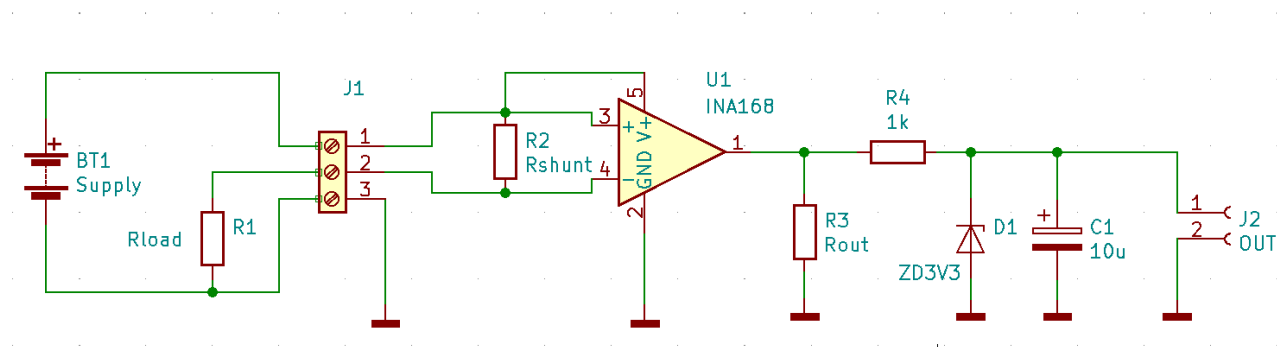 BT1
Supply
Rload
R1
J1
1
2
3
R2
Rshunt
3
4
5
2
+
-
V+
GND
U1
INA168
1
R3
Rout
R4
1k
D1
ZD3V3
+
C1
10u
1
2
J2
OUT
+